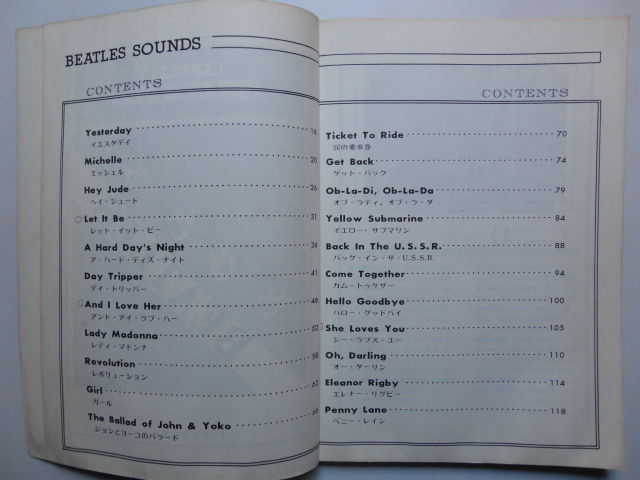 BEATLES SOUNDS
CONTENTS
Yesterday 16
イエスタデイ
Michelle 20
ミッシェル
Hey Jude 26
ヘイ・ジュード
Let It Be 31
レット・イット・ビー
A Hard Day's Night 36
ア・ハード・デイズ・ナイト
Day Tripper 41
デイ・トリッパー
And I Love Her 46
アンド・アイ・ラブ・ハー
Lady Madonna 52
レディ・マドンナ
Revolution 58
レボリューション
Girl 62
ガール
The Ballad of John & Yoko 66
ジョンとヨーコのバラード
CONTENTS
Ticket To Ride 70
涙の乗車券
Get Back 74
ゲット・バック
Ob-La-Di, Ob-La-Da 79
オブ・ラディ, オブ・ラ・ダ
Yellow Submarine 84
イエロー・サブマリン
Back In The U.S.S.R. 88
バック・イン・ザ・U.S.S.R.
Come Together 94
カム・トゥゲザー
Hello Goodbye 100
ハロー・グッドバイ
She Loves You 105
シー・ラブス・ユー
Oh, Darling 110
オー・ダーリン
Eleanor Rigby 114
エレナー・リグビー
Penny Lane 118
ペニー・レイン